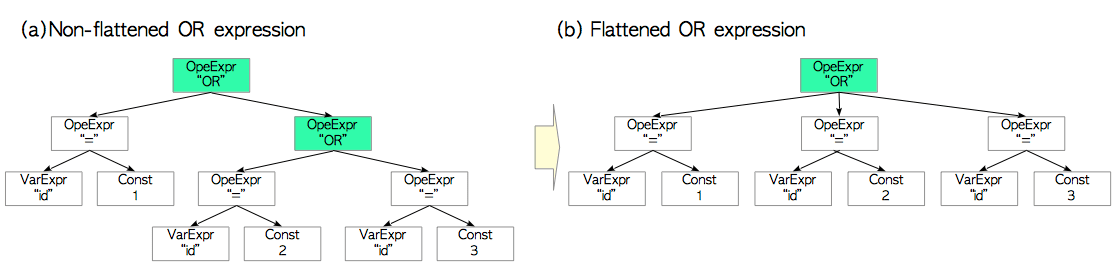 (a)Non-flattened OR expression
OpeExpr
“OR”
OpeExpr
“=”
OpeExpr
“OR”
VarExpr
“id”
Const
1
OpeExpr
“=”
OpeExpr
“=”
VarExpr
“id”
Const
2
VarExpr
“id”
Const
3
(b) Flattened OR expression
OpeExpr
“OR”
OpeExpr
“=”
OpeExpr
“=”
OpeExpr
“=”
VarExpr
“id”
Const
1
VarExpr
“id”
Const
2
VarExpr
“id”
Const
3